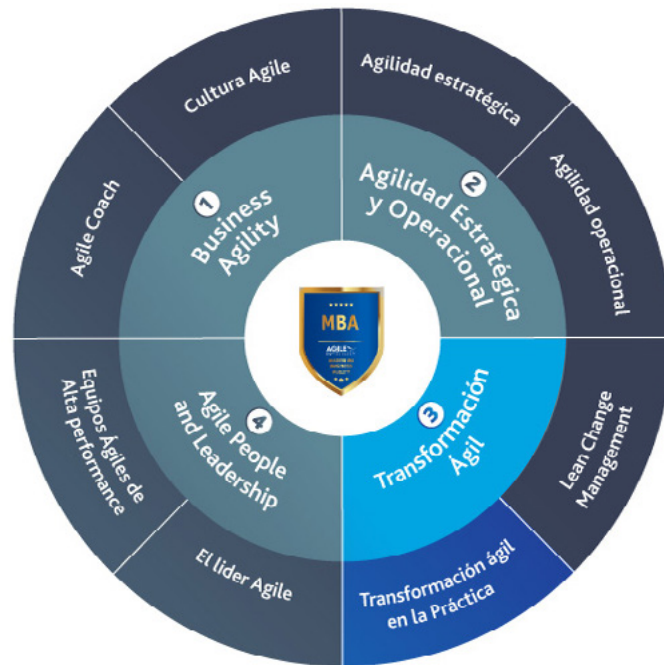 Cultura Agile
Agilidad estratégica
Agile Coach
1
Business
Agility
2
Agilidad Estratégica
y Operacional
Agilidad operacional
MBA
AGILE
Equipos Ágiles de
Alta performance
4
Agile People
and Leadership
3
Transformación
Ágil
Lean Change
Management
El lider Agile
Transformación ágil
en la Práctica